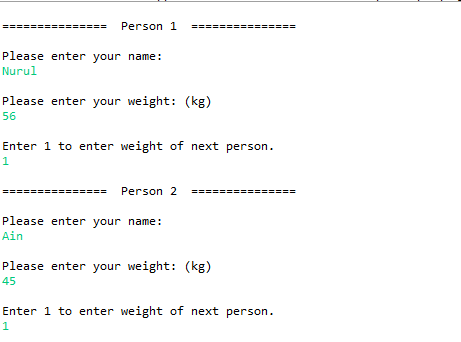 ===============  Person 1  ===============
Please enter your name:
Nurul
Please enter your weight: (kg)
56
Enter 1 to enter weight of next person.
1
===============  Person 2  ===============
Please enter your name:
Ain
Please enter your weight: (kg)
45
Enter 1 to enter weight of next person.
1